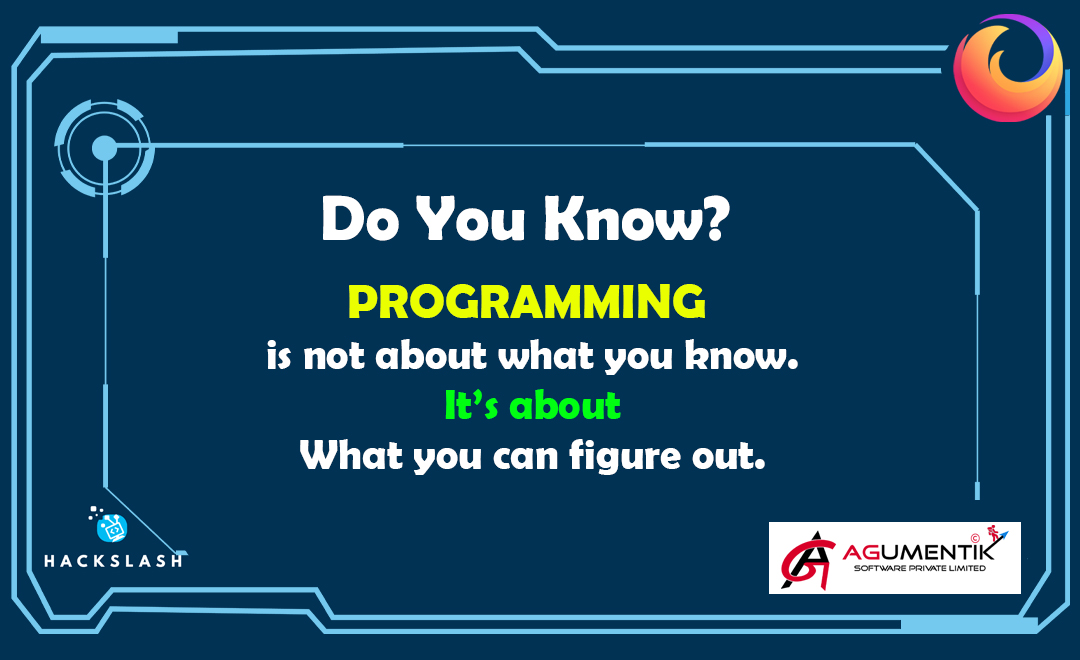 Do You Know?
PROGRAMMING
is not about what you know.
It's about
What you can figure out.
HACKSLASH
AGUMENTIK ©
SOFTWARE PRIVATE LIMITED